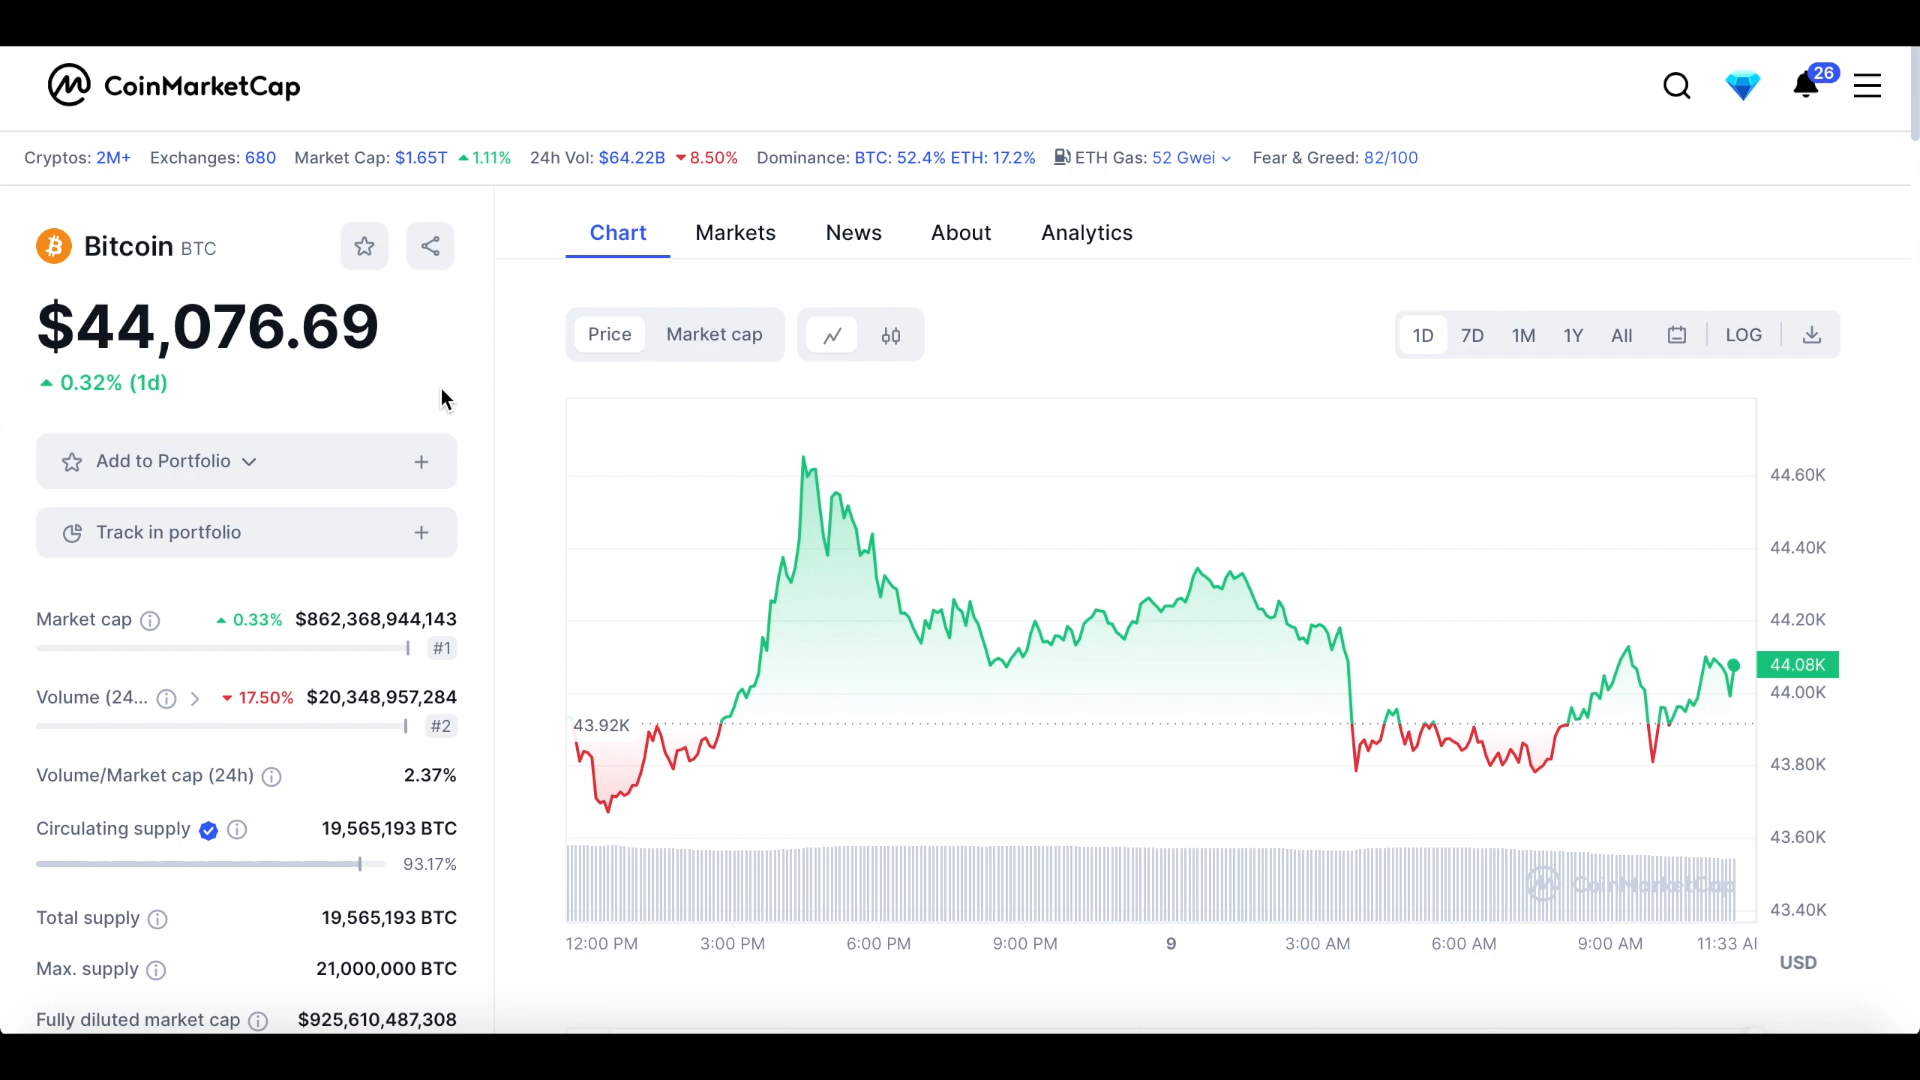 CoinMarketCap
26
Cryptos: 2M+ Exchanges: 680 Market Cap: $1.65T 1.11% 24h Vol: $64.22B 8.50% Dominance: BTC: 52.4% ETH: 17.2% ETH Gas: 52 Gwei Fear & Greed: 82/100
Bitcoin BTC
$44,076.69
0.32% (1d)
Add to Portfolio
Track in portfolio
Market cap 0.33% $862,368,944,143
#1
Volume (24... 17.50% $20,348,957,284
#2
Volume/Market cap (24h) 2.37%
Circulating supply 19,565,193 BTC
93.17%
Total supply 19,565,193 BTC
Max. supply 21,000,000 BTC
Fully diluted market cap $925,610,487,308
Chart Markets News About Analytics
Price Market cap
1D 7D 1M 1Y All LOG
44.60K
44.40K
44.20K
44.08K
44.00K
43.92K
43.80K
43.60K
CoinMarketCap
43.40K
12:00 PM 3:00 PM 6:00 PM 9:00 PM 9 3:00 AM 6:00 AM 9:00 AM 11:33 A
USD